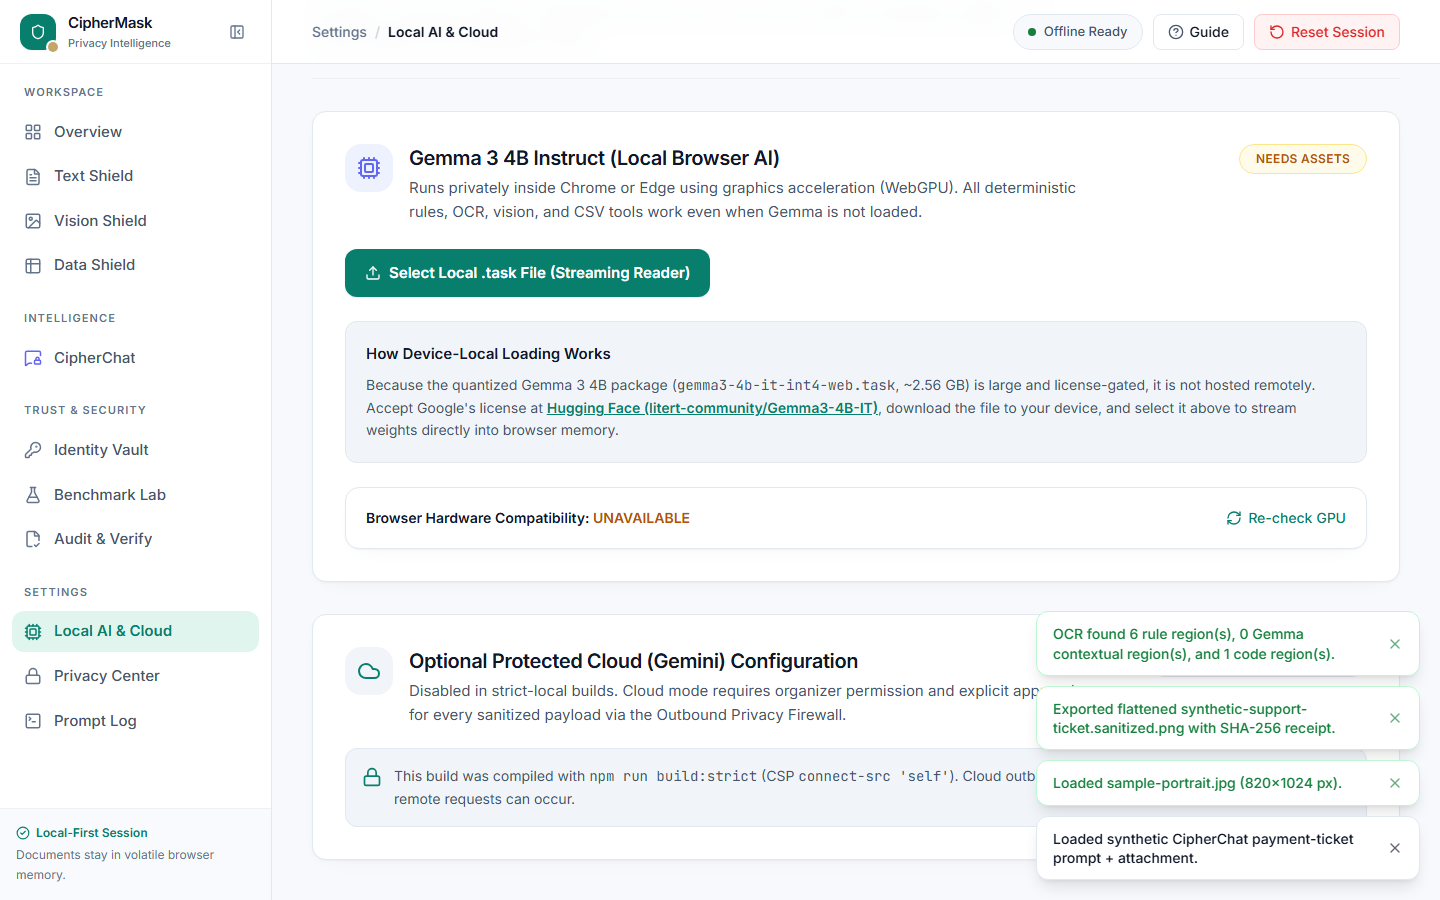 CipherMask
Privacy Intelligence
WORKSPACE
Overview
Text Shield
Vision Shield
Data Shield
INTELLIGENCE
CipherChat
TRUST & SECURITY
Identity Vault
Benchmark Lab
Audit & Verify
SETTINGS
Local AI & Cloud
Privacy Center
Prompt Log
Local-First Session
Documents stay in volatile browser
memory.
Settings / Local AI & Cloud
Offline Ready
Guide
Reset Session
Gemma 3 4B Instruct (Local Browser AI)
NEEDS ASSETS
Runs privately inside Chrome or Edge using graphics acceleration (WebGPU). All deterministic
rules, OCR, vision, and CSV tools work even when Gemma is not loaded.
Select Local .task File (Streaming Reader)
How Device-Local Loading Works
Because the quantized Gemma 3 4B package (gemma3-4b-it-int4-web.task, ~2.56 GB) is large and license-gated, it is not hosted remotely.
Accept Google's license at Hugging Face (litert-community/Gemma3-4B-IT), download the file to your device, and select it above to stream
weights directly into browser memory.
Browser Hardware Compatibility: UNAVAILABLE
Re-check GPU
Optional Protected Cloud (Gemini) Configuration
Disabled in strict-local builds. Cloud mode requires organizer permission and explicit
for every sanitized payload via the Outbound Privacy Firewall.
This build was compiled with npm run build:strict (CSP connect-src 'self'). Cloud
remote requests can occur.
OCR found 6 rule region(s), 0 Gemma
contextual region(s), and 1 code region(s).
Exported flattened synthetic-support-
ticket.sanitized.png with SHA-256 receipt.
Loaded sample-portrait.jpg (820×1024 px).
Loaded synthetic CipherChat payment-ticket
prompt + attachment.